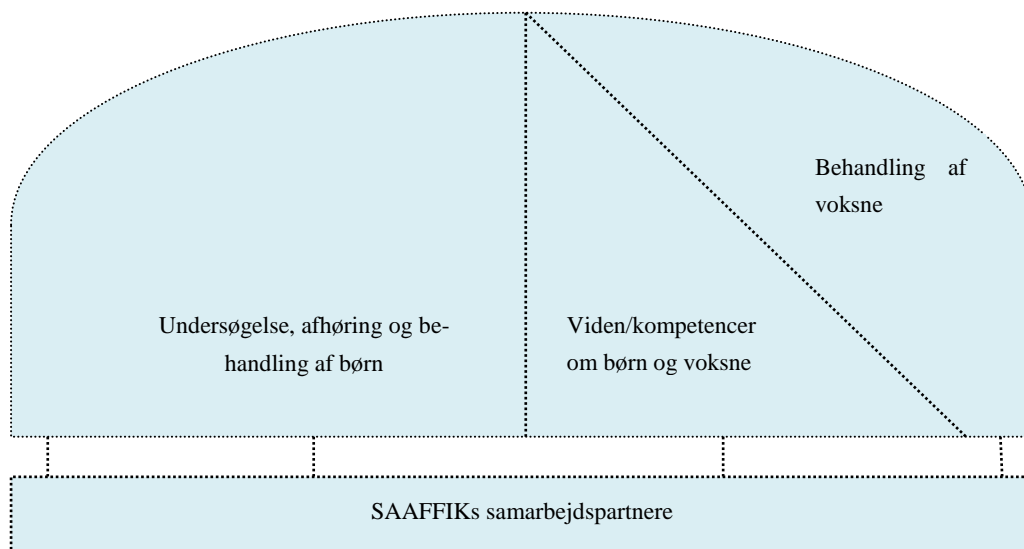 Behandling af
voksne
Undersøgelse, afhøring og be-
handling af børn
Viden/kompetencer
om børn og voksne
SAAFFIKs samarbejdspartnere